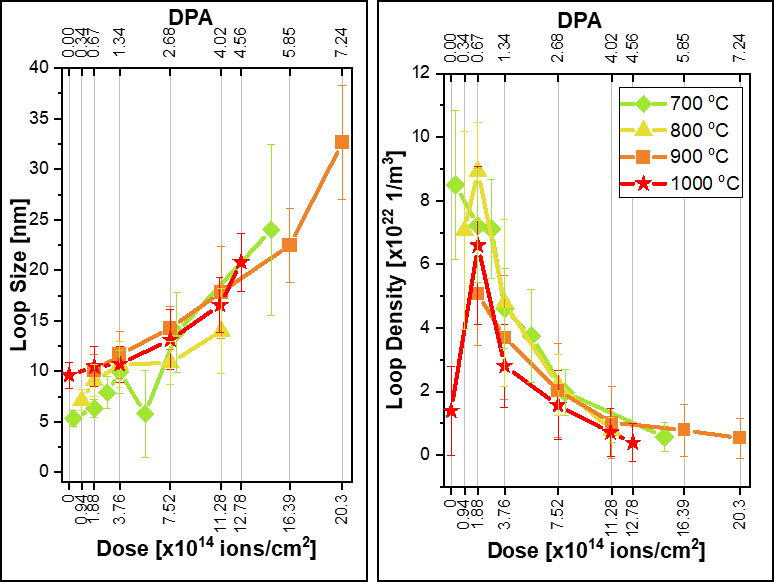 DPA
0.00 0.34 0.67 1.34 2.68 4.02 4.56 5.85 7.24
40
35
30
25
20
15
10
5
0
Loop Size [nm]
0 0.94 1.88 3.76 7.52 11.28 12.78 16.39 20.3
Dose [x10¹⁴ ions/cm²]
DPA
0.00 0.34 0.67 1.34 2.68 4.02 4.56 5.85 7.24
12
10
8
6
4
2
0
Loop Density [x10²² 1/m³]
700 °C
800 °C
900 °C
1000 °C
0 0.94 1.88 3.76 7.52 11.28 12.78 16.39 20.3
Dose [x10¹⁴ ions/cm²]